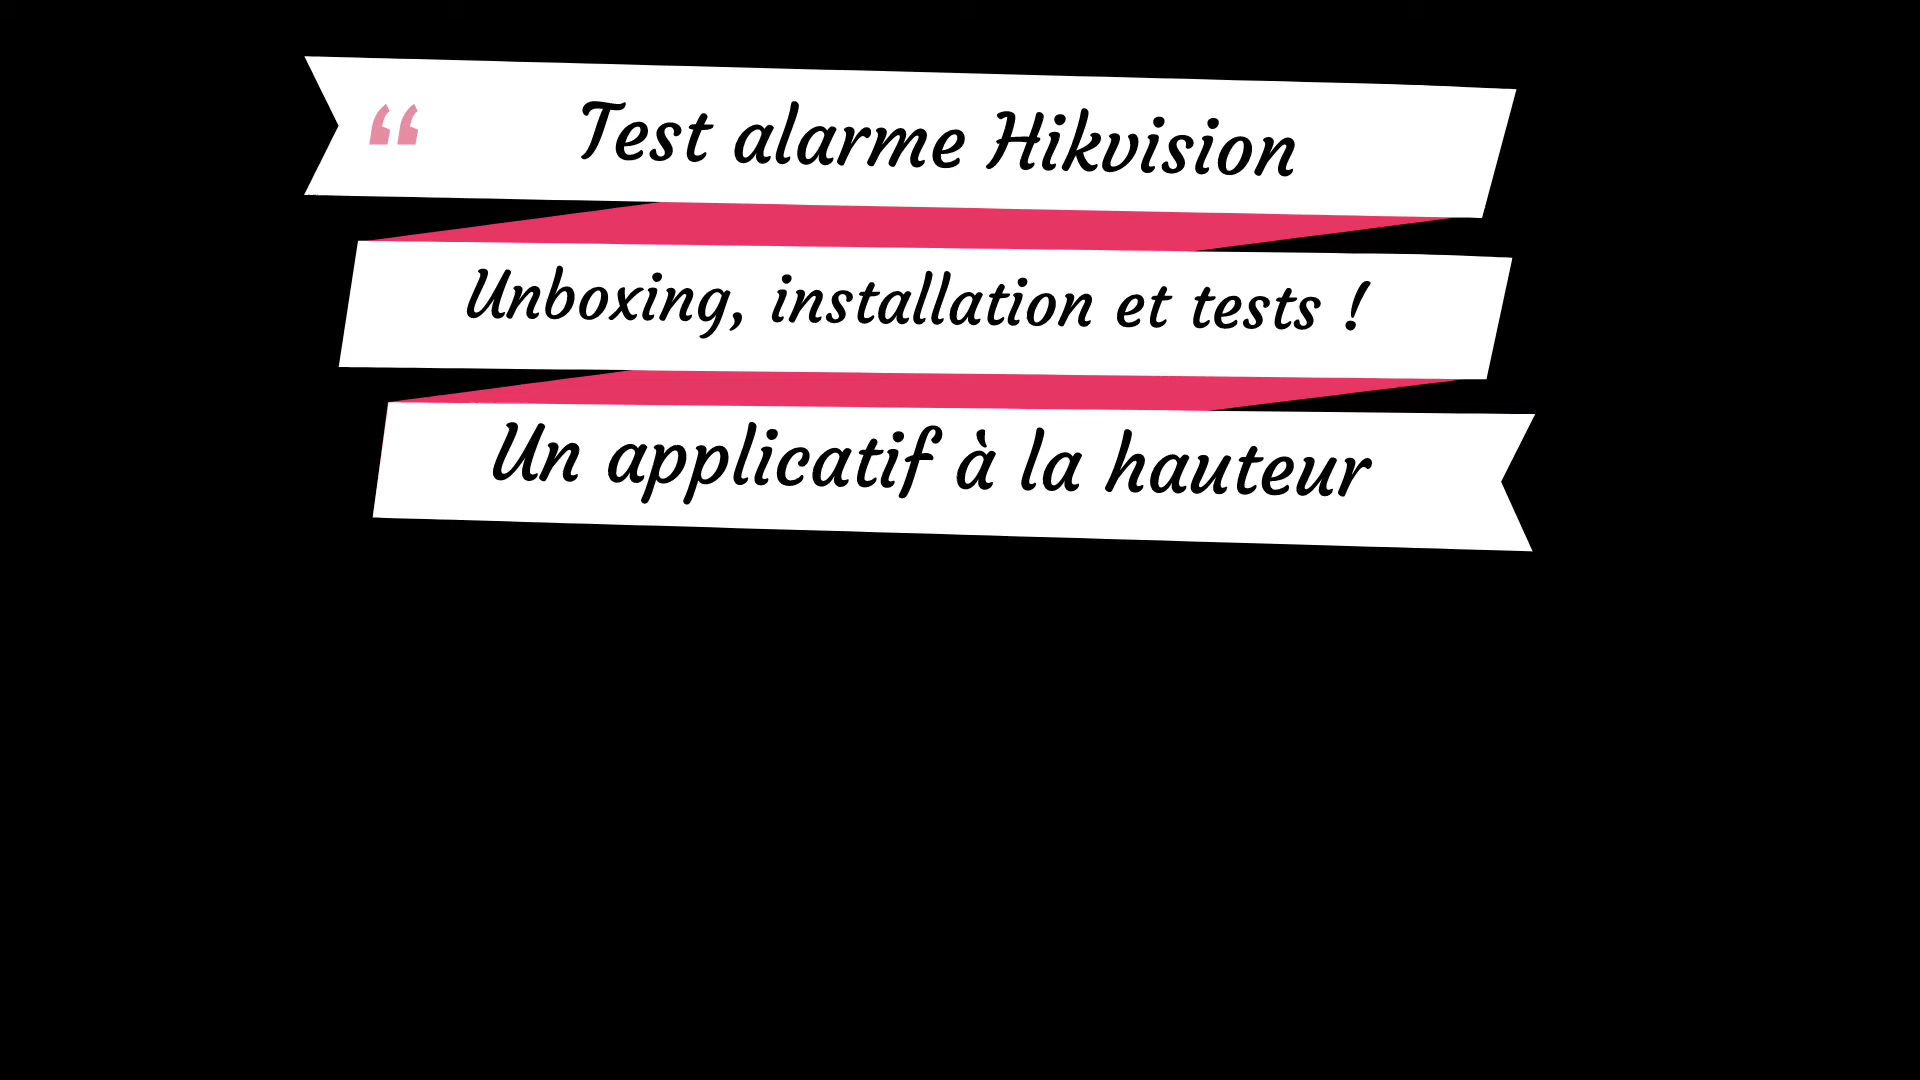 “ Test alarme Hikvision
Unboxing, installation et tests !
Un applicatif à la hauteur